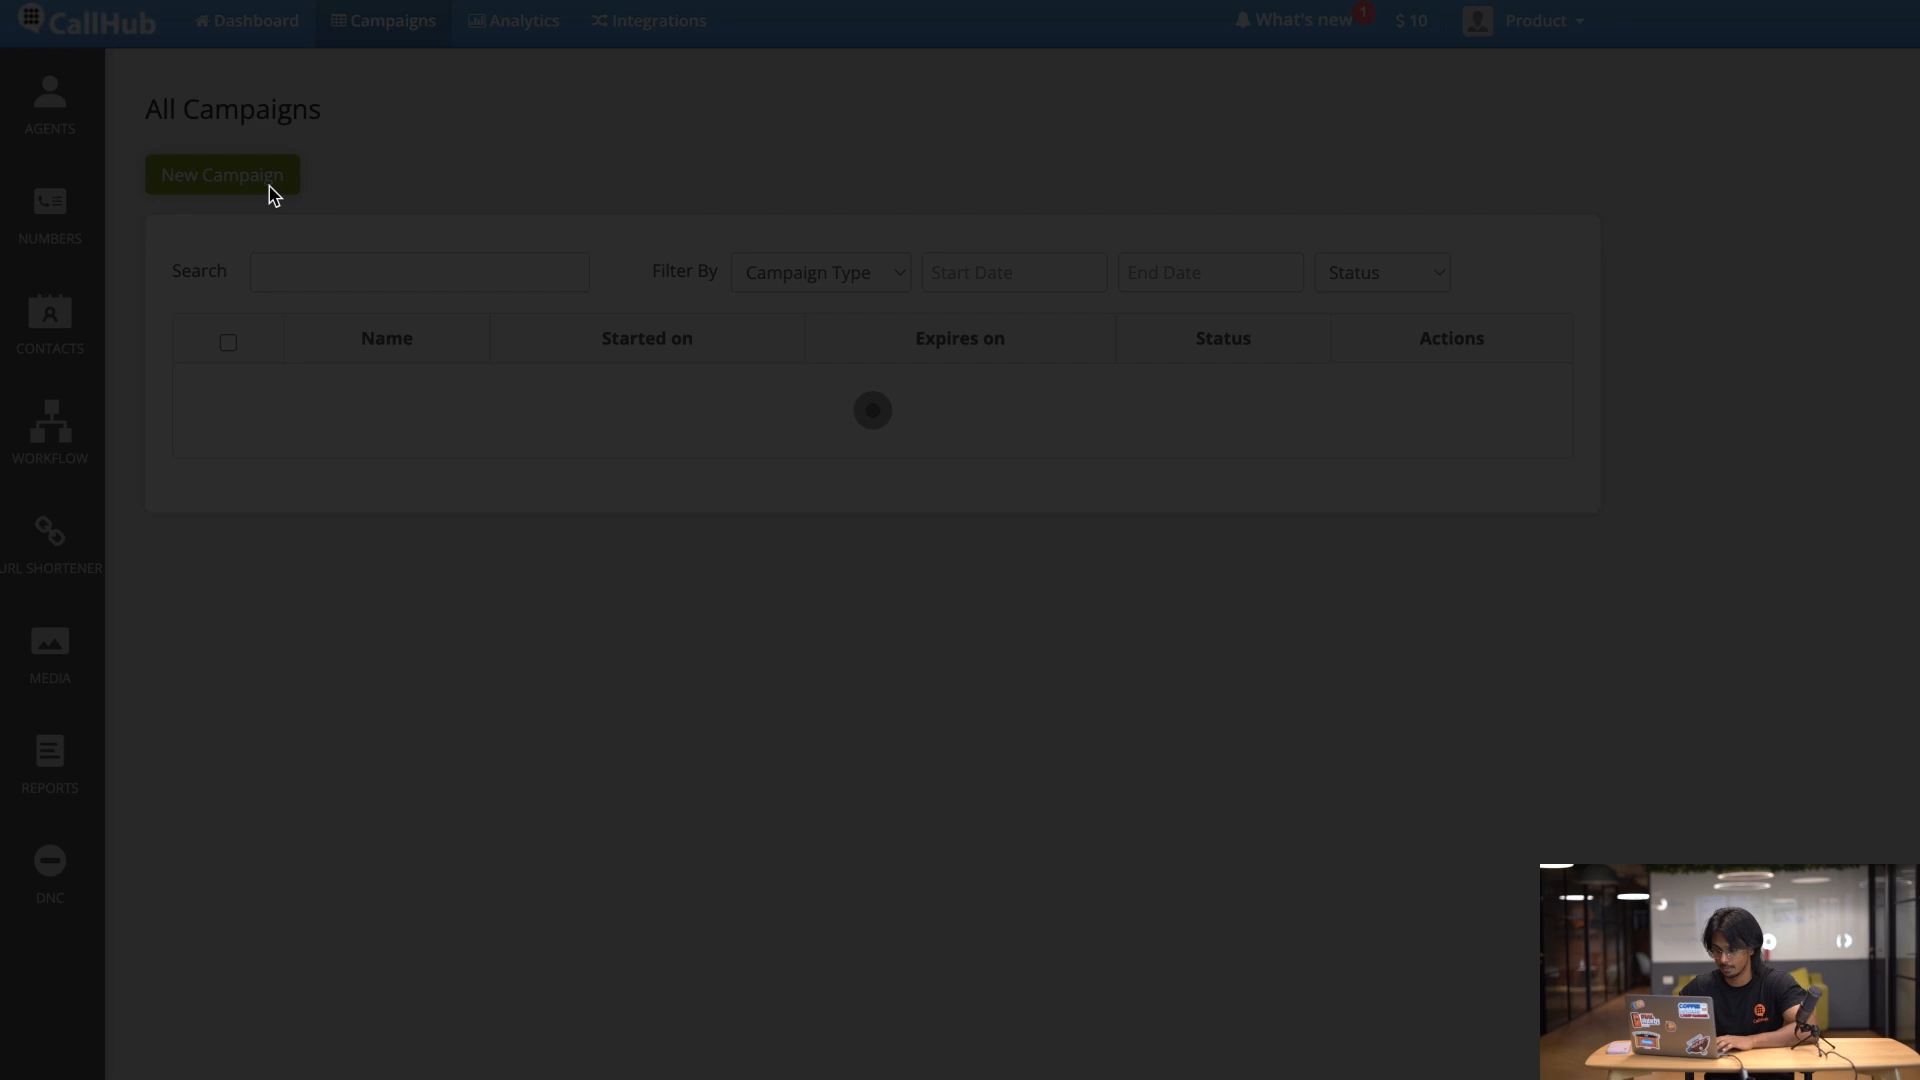 CallHub
Dashboard
Campaigns
Analytics
Integrations
What's new
1
$ 10
Product
AGENTS
NUMBERS
CONTACTS
WORKFLOW
URL SHORTENER
MEDIA
REPORTS
DNC
All Campaigns
New Campaign
Search
Filter By
Campaign Type
Start Date
End Date
Status
Name
Started on
Expires on
Status
Actions